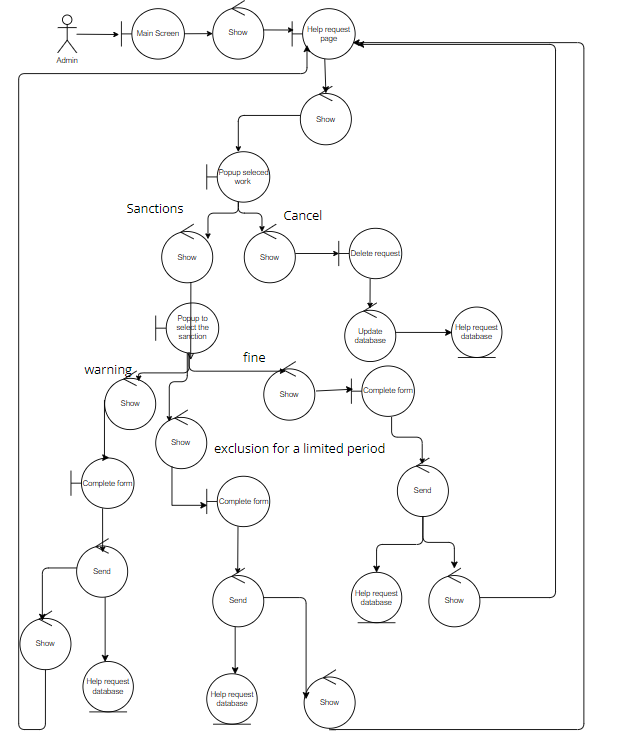 Admin
Main Screen
Show
Help request
page
Show
Popup seleced
work
Sanctions
Cancel
Show
Show
Delete request
Popup to
select the
sanction
Update
database
Help request
database
warning
fine
Show
Show
Complete form
Show
exclusion for a limited period
Complete form
Complete form
Send
Send
Send
Help request
database
Show
Show
Help request
database
Help request
database
Show